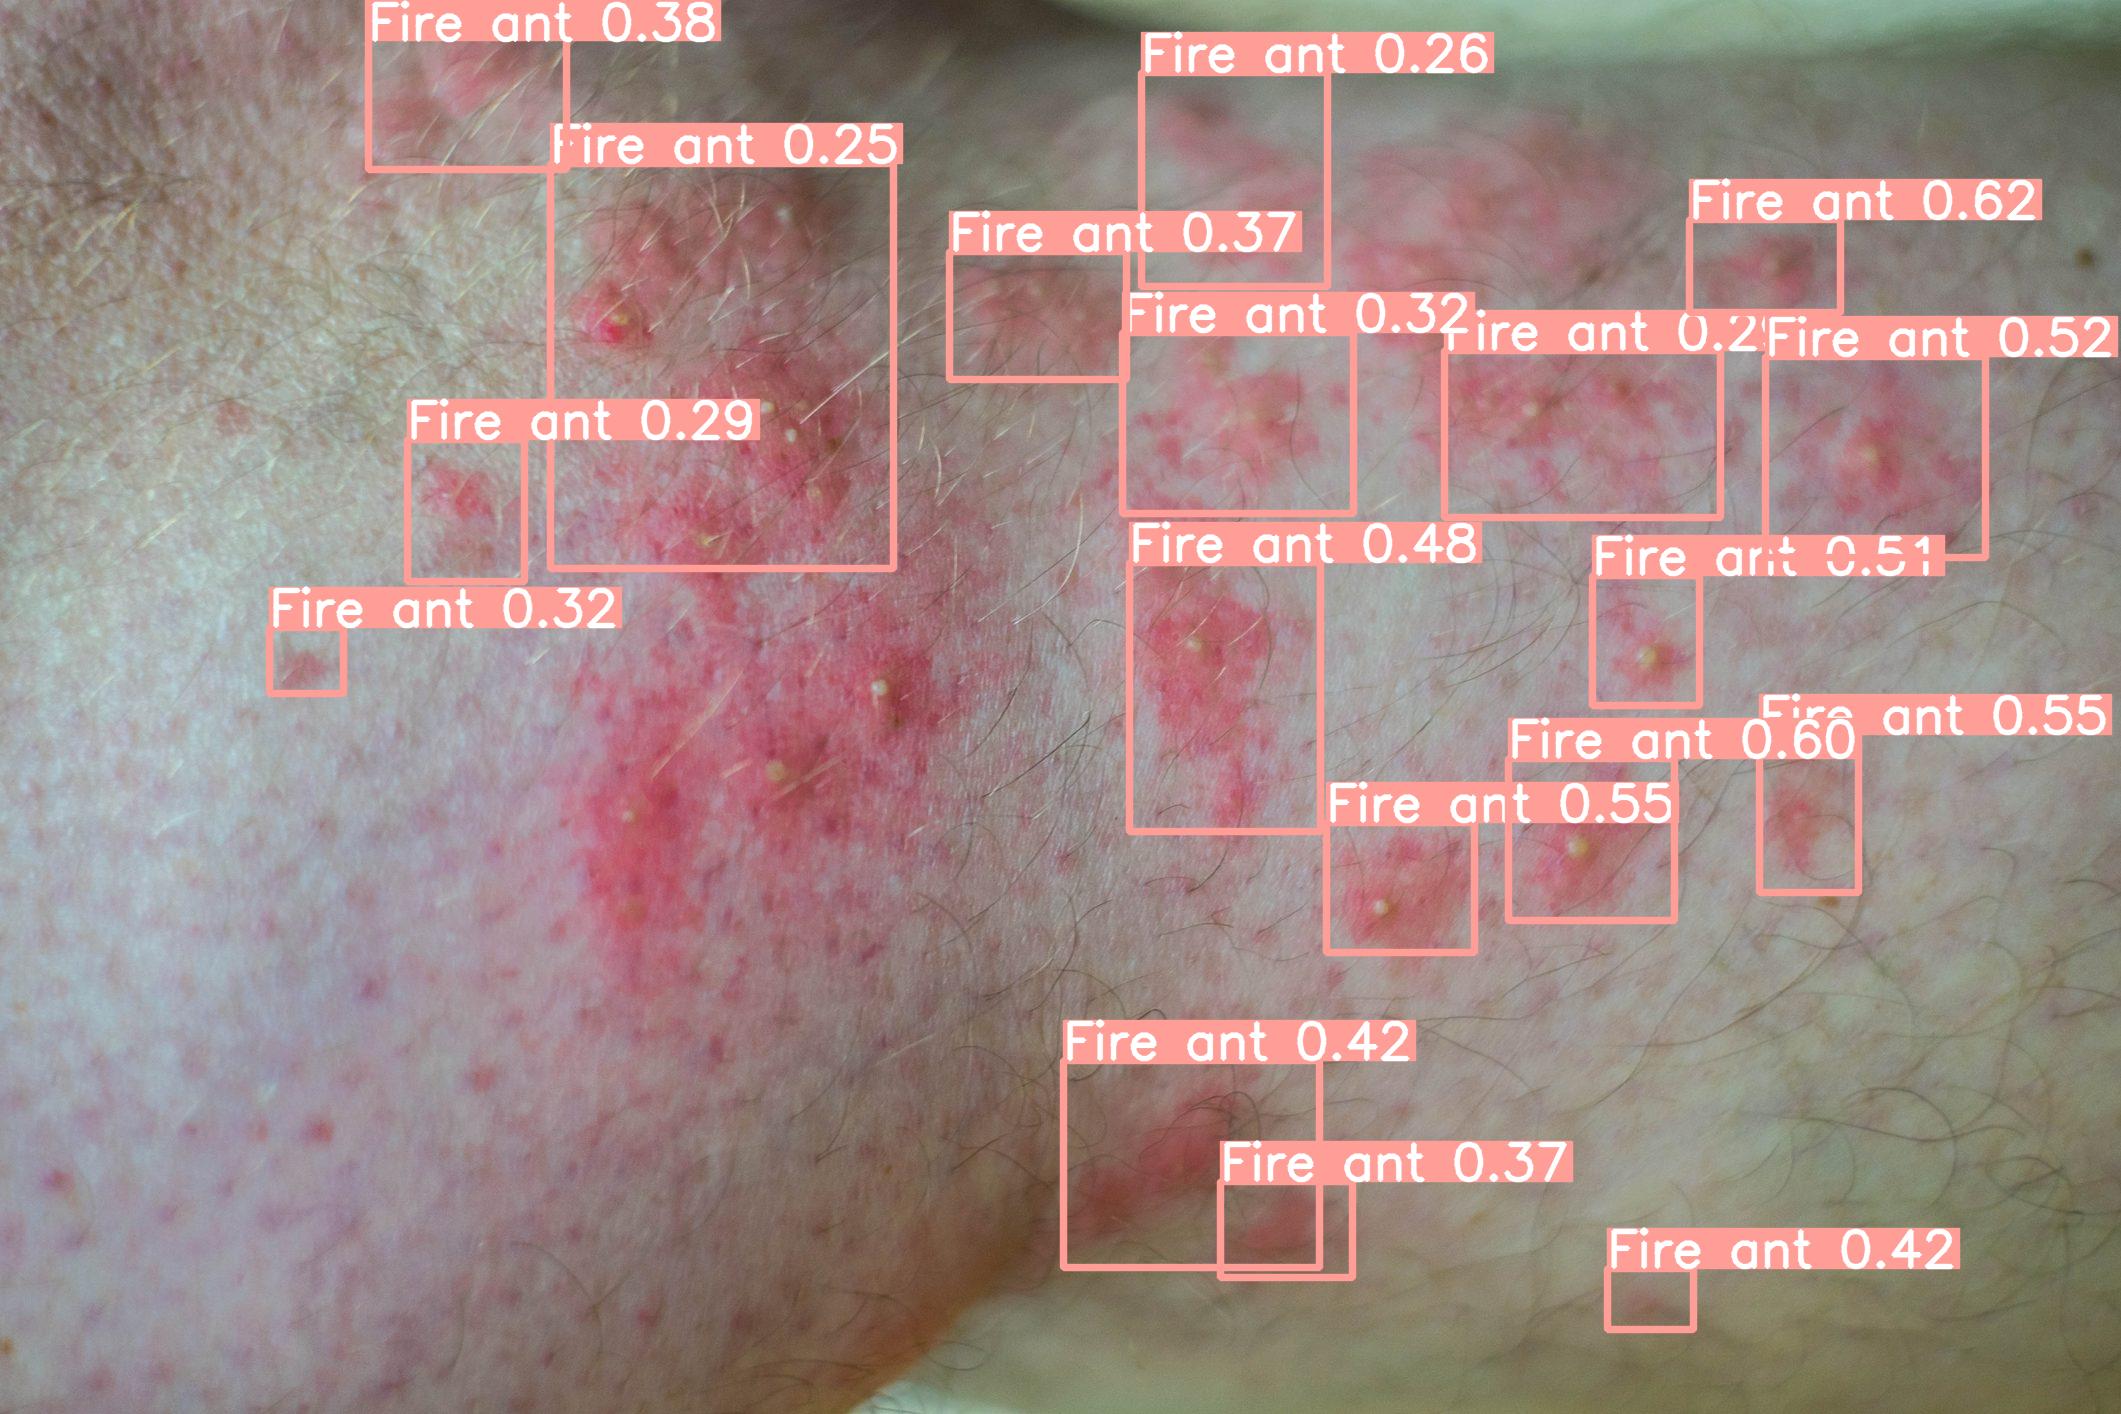 Fire ant 0.38
Fire ant 0.26
Fire ant 0.25
Fire ant 0.62
Fire ant 0.37
Fire ant 0.32
ire ant 0.2
Fire ant 0.52
Fire ant 0.29
Fire ant 0.48
Fire ant 0.51
Fire ant 0.32
Fire ant 0.55
Fire ant 0.60
Fire ant 0.55
Fire ant 0.42
Fire ant 0.37
Fire ant 0.42